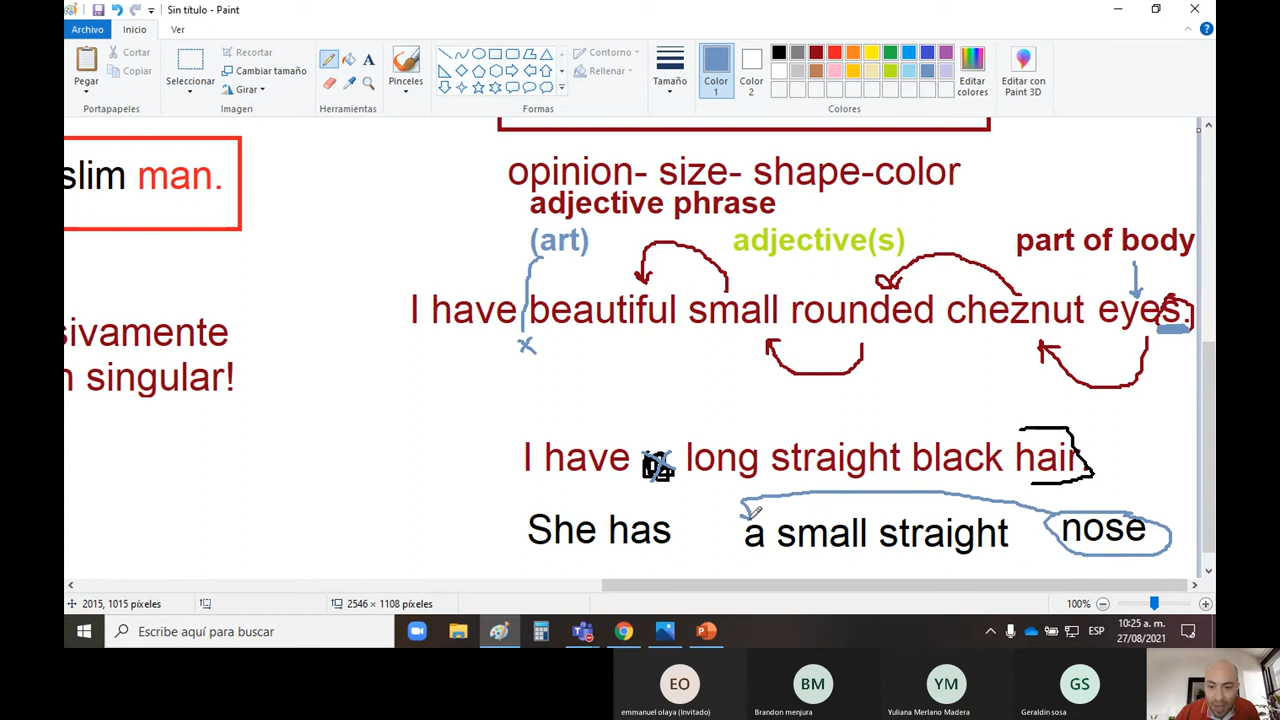 Sin título - Paint
Archivo Inicio Ver
Pegar
Cortar
Copiar
Portapapeles
Seleccionar
Recortar
Cambiar tamaño
Girar
Imagen
A
Herramientas
Pinceles
Contorno
Rellenar
Formas
Tamaño
Color 1
Color 2
Editar colores
Editar con Paint 3D
Colores
slim man.
sivamente
n singular!
opinion- size- shape-color
adjective phrase
(art) adjective(s) part of body
I have beautiful small rounded cheznut eyes.
x
I have long straight black hair.
She has a small straight nose
2015, 1015 píxeles
2546 × 1108 píxeles
100%
Escribe aquí para buscar
ESP
10:25 a. m.
27/08/2021
EO
emmanuel olaya (Invitado)
BM
Brandon menjura
YM
Yuliana Merlano Madera
GS
Geraldin sosa